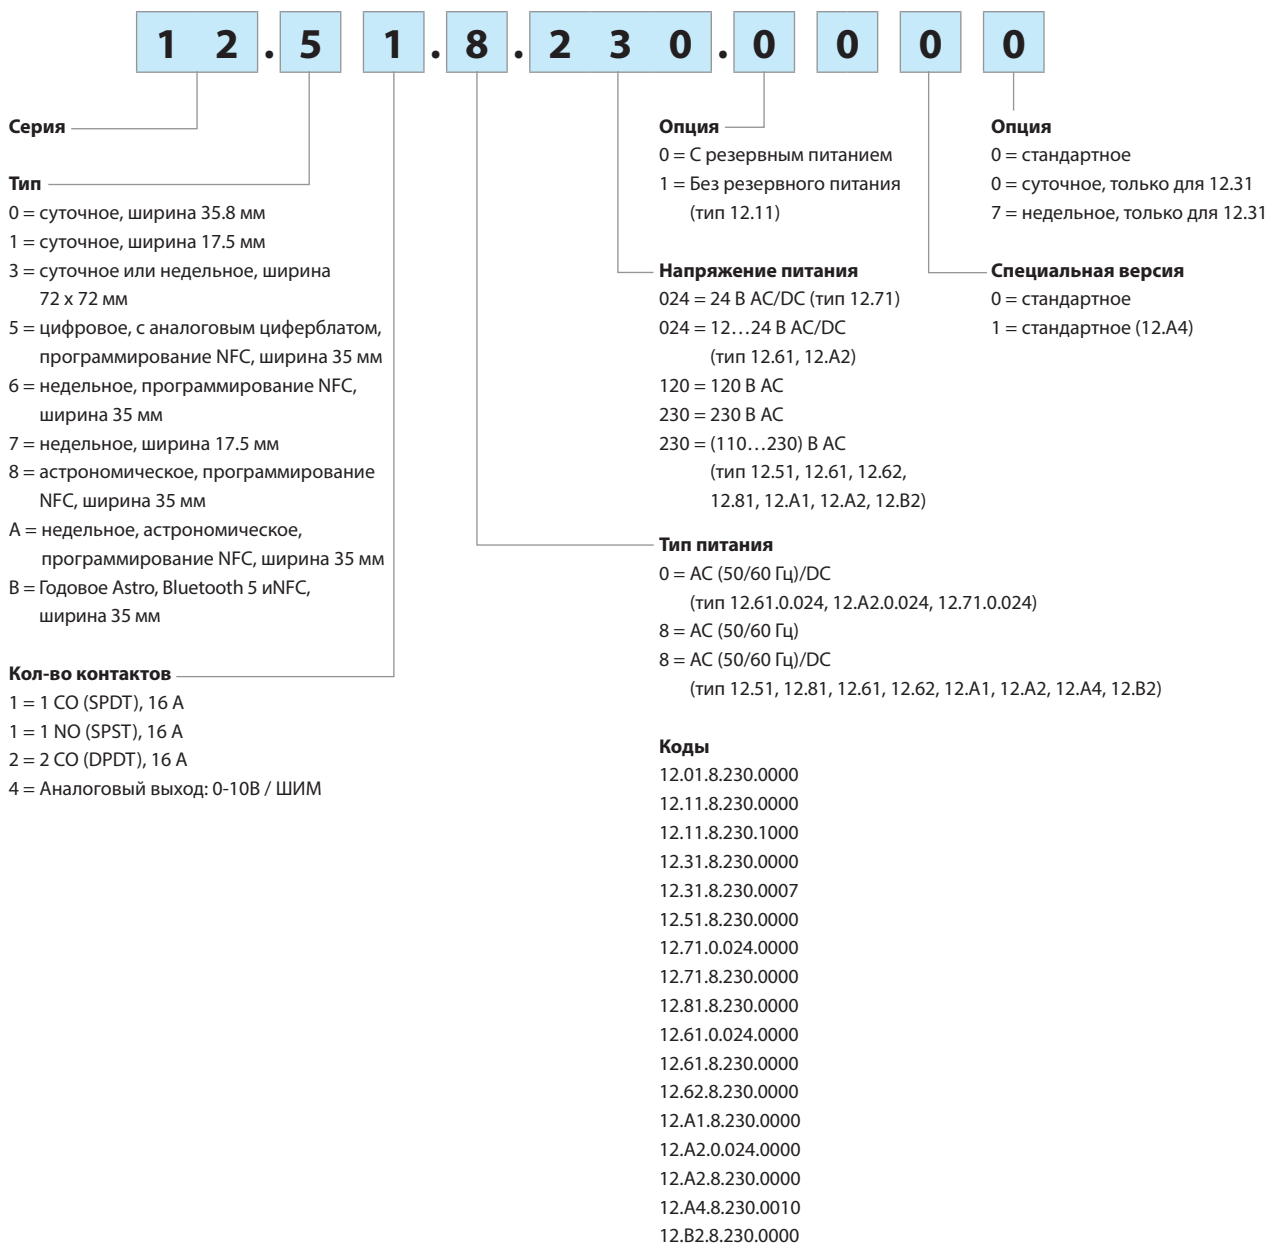 12.51.8.230.0000
Серия
Тип
0 = суточное, ширина 35.8 мм
1 = суточное, ширина 17.5 мм
3 = суточное или недельное, ширина
72 x 72 мм
5 = цифровое, с аналоговым циферблатом,
программирование NFC, ширина 35 мм
6 = недельное, программирование NFC,
ширина 35 мм
7 = недельное, ширина 17.5 мм
8 = астрономическое, программирование
NFC, ширина 35 мм
A = недельное, астрономическое,
программирование NFC, ширина 35 мм
B = Годовое Astro, Bluetooth 5 иNFC,
ширина 35 мм
Кол-во контактов
1 = 1 CO (SPDT), 16 A
1 = 1 NO (SPST), 16 A
2 = 2 CO (DPDT), 16 A
4 = Аналоговый выход: 0-10В / ШИМ
Опция
0 = С резервным питанием
1 = Без резервного питания
(тип 12.11)
Напряжение питания
024 = 24 В AC/DC (тип 12.71)
024 = 12…24 В AC/DC
(тип 12.61, 12.A2)
120 = 120 В AC
230 = 230 В AC
230 = (110…230) В AC
(тип 12.51, 12.61, 12.62,
12.81, 12.A1, 12.A2, 12.B2)
Тип питания
0 = AC (50/60 Гц)/DC
(тип 12.61.0.024, 12.A2.0.024, 12.71.0.024)
8 = AC (50/60 Гц)
8 = AC (50/60 Гц)/DC
(тип 12.51, 12.81, 12.61, 12.62, 12.A1, 12.A2, 12.A4, 12.B2)
Коды
12.01.8.230.0000
12.11.8.230.0000
12.11.8.230.1000
12.31.8.230.0000
12.31.8.230.0007
12.51.8.230.0000
12.71.0.024.0000
12.71.8.230.0000
12.81.8.230.0000
12.61.0.024.0000
12.61.8.230.0000
12.62.8.230.0000
12.A1.8.230.0000
12.A2.0.024.0000
12.A2.8.230.0000
12.A4.8.230.0010
12.B2.8.230.0000
Опция
0 = стандартное
0 = суточное, только для 12.31
7 = недельное, только для 12.31
Специальная версия
0 = стандартное
1 = стандартное (12.A4)